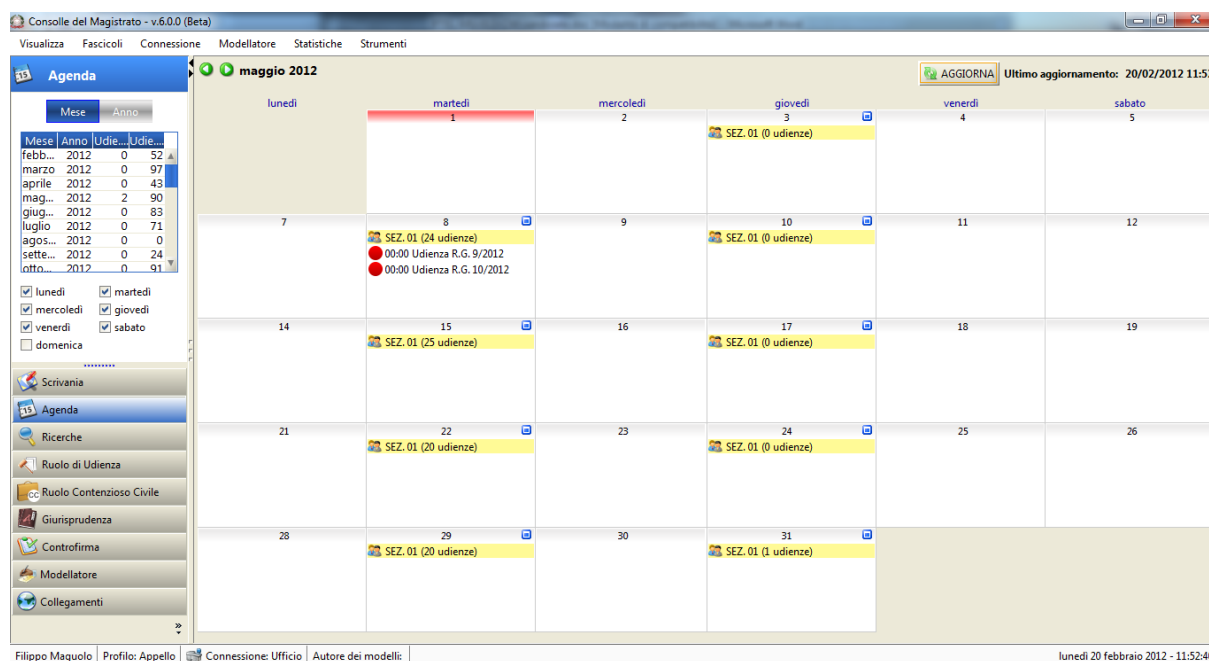 Consolle del Magistrato - v.6.0.0 (Beta)
Visualizza Fascicoli Connessione Modellatore Statistiche Strumenti
Agenda
Mese Anno
Mese Anno Udie... Udie...
febb... 2012 0 52
marzo 2012 0 97
aprile 2012 0 43
mag... 2012 2 90
giug... 2012 0 83
luglio 2012 0 71
agos... 2012 0 0
sette... 2012 0 24
otto... 2012 0 91
lunedì martedì
mercoledì giovedì
venerdì sabato
domenica
Scrivania
Agenda
Ricerche
Ruolo di Udienza
Ruolo Contenzioso Civile
Giurisprudenza
Controfirma
Modellatore
Collegamenti
maggio 2012
AGGIORNA Ultimo aggiornamento: 20/02/2012 11:5
lunedì martedì mercoledì giovedì venerdì sabato
1 2 3 4 5
SEZ. 01 (0 udienze)
7 8 9 10 11 12
SEZ. 01 (24 udienze) SEZ. 01 (0 udienze)
00:00 Udienza R.G. 9/2012
00:00 Udienza R.G. 10/2012
14 15 16 17 18 19
SEZ. 01 (25 udienze) SEZ. 01 (0 udienze)
21 22 23 24 25 26
SEZ. 01 (20 udienze) SEZ. 01 (0 udienze)
28 29 30 31
SEZ. 01 (20 udienze) SEZ. 01 (1 udienze)
Filippo Maguolo Profilo: Appello Connessione: Ufficio Autore dei modelli: lunedì 20 febbraio 2012 - 11:52:4